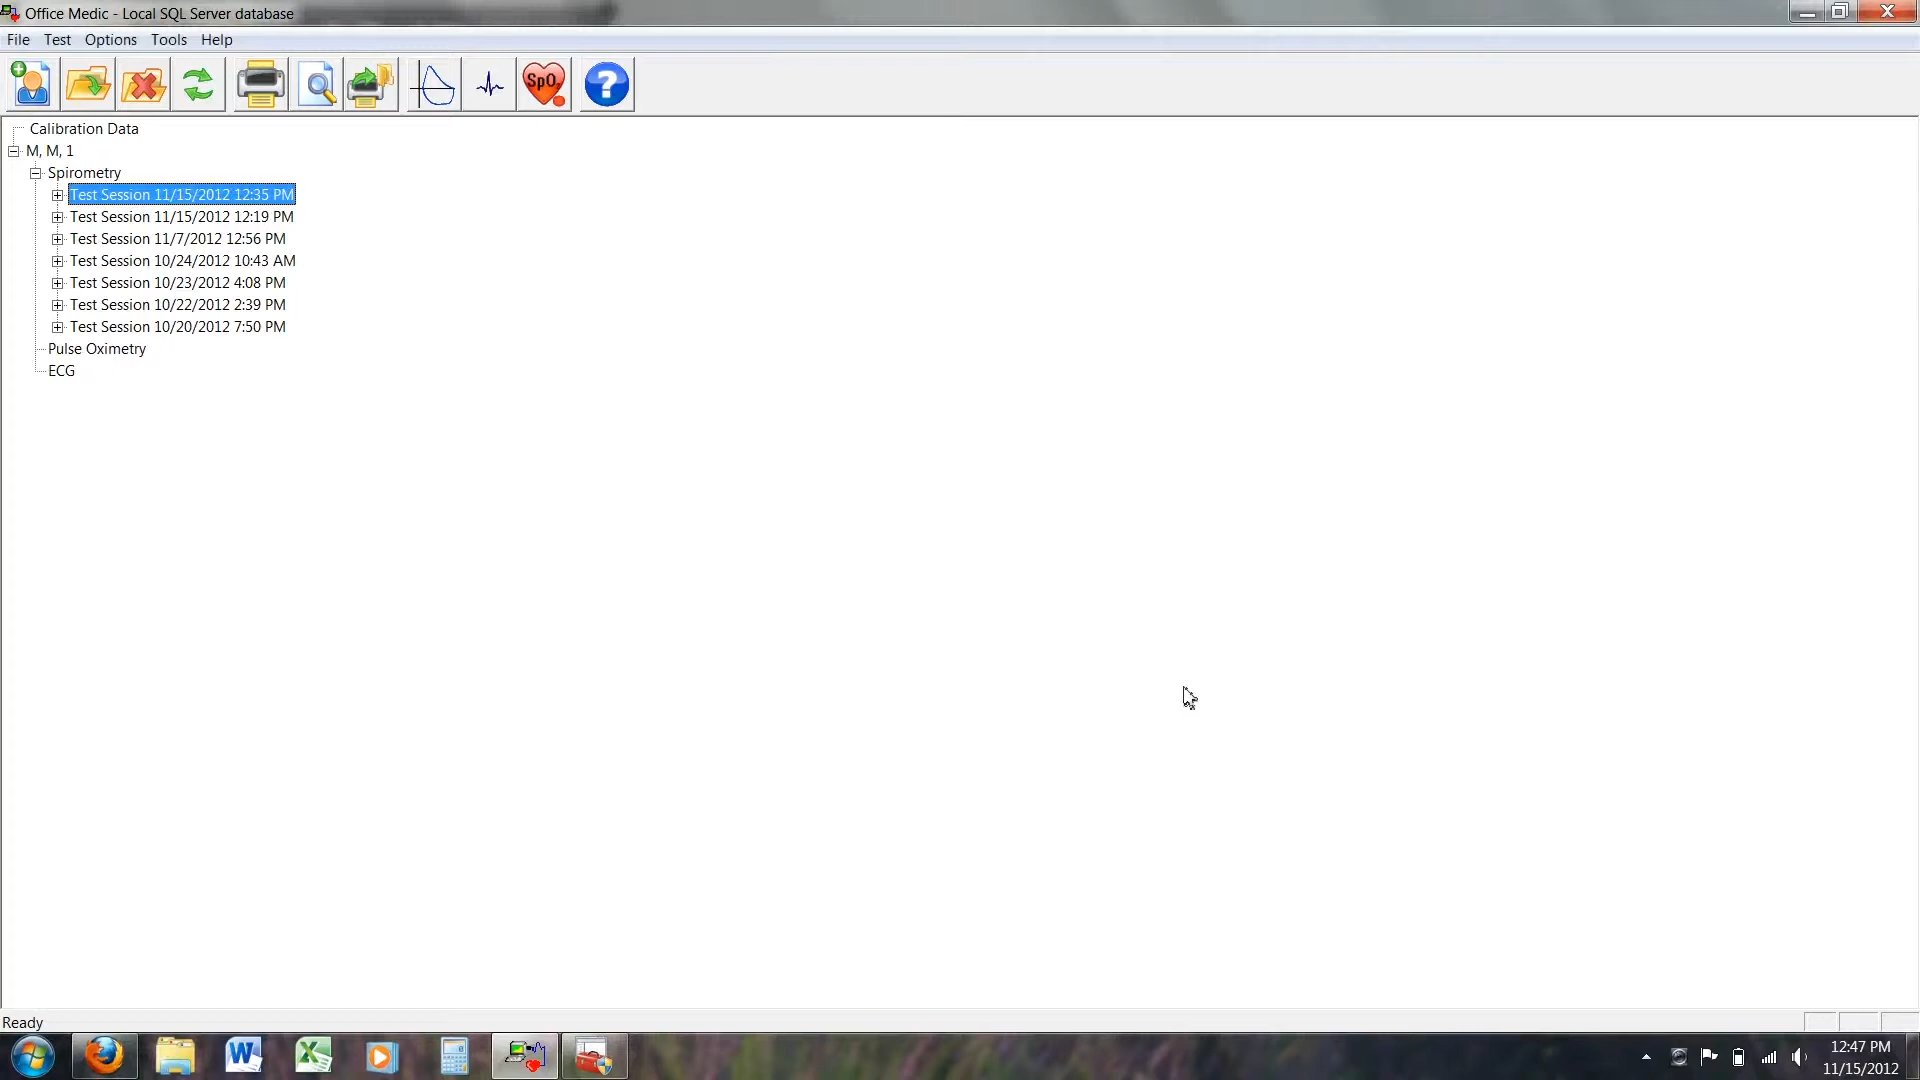 Office Medic - Local SQL Server database
File Test Options Tools Help
SpO2
?
Calibration Data
M, M, 1
Spirometry
Test Session 11/15/2012 12:35 PM
Test Session 11/15/2012 12:19 PM
Test Session 11/7/2012 12:56 PM
Test Session 10/24/2012 10:43 AM
Test Session 10/23/2012 4:08 PM
Test Session 10/22/2012 2:39 PM
Test Session 10/20/2012 7:50 PM
Pulse Oximetry
ECG
Ready
12:47 PM
11/15/2012